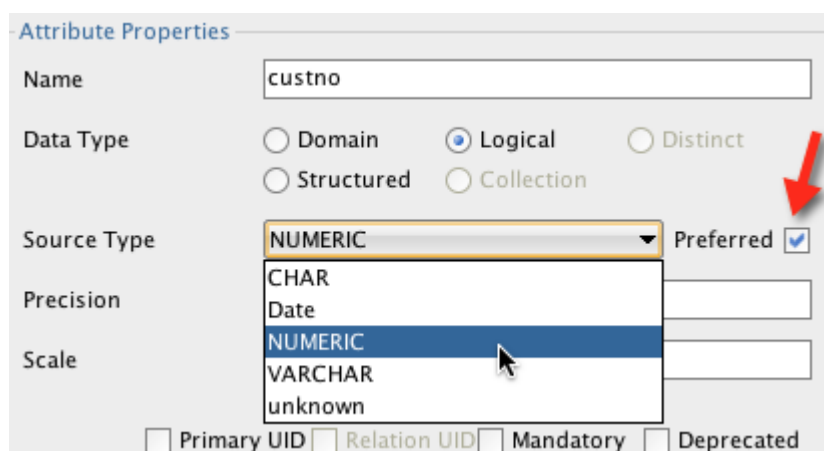 Attribute Properties
Name custno
Data Type Domain Logical Distinct
Structured Collection
Source Type NUMERIC Preferred
CHAR
Precision Date
NUMERIC
Scale VARCHAR
unknown
Primary UID Relation UID Mandatory Deprecated